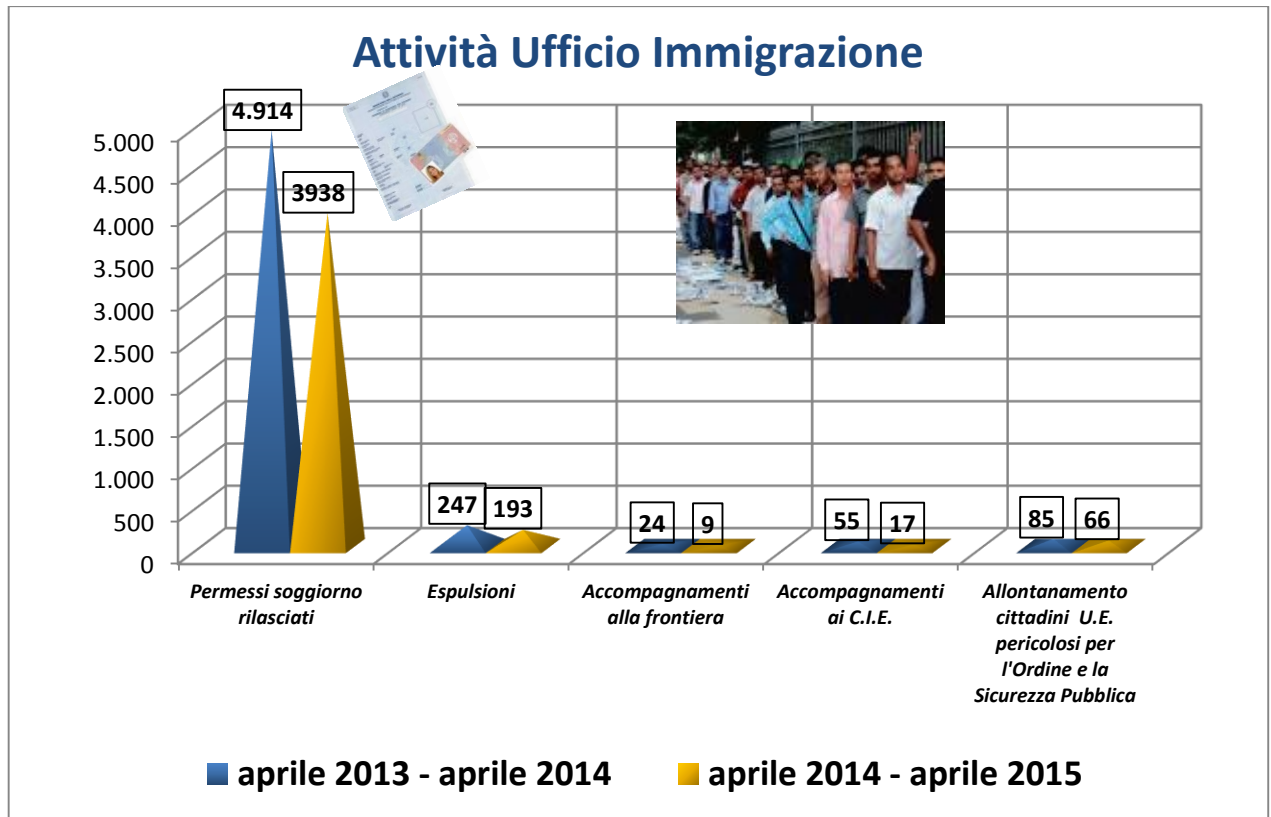 Attività Ufficio Immigrazione
4.914
3938
5.000
4.500
4.000
3.500
3.000
2.500
2.000
1.500
1.000
500
0
247
193
24
9
55
17
85
66
Permessi soggiorno
rilasciati
Espulsioni
Accompagnamenti
alla frontiera
Accompagnamenti
ai C.I.E.
Allontanamento
cittadini U.E.
pericolosi per
l'Ordine e la
Sicurezza Pubblica
aprile 2013 - aprile 2014
aprile 2014 - aprile 2015